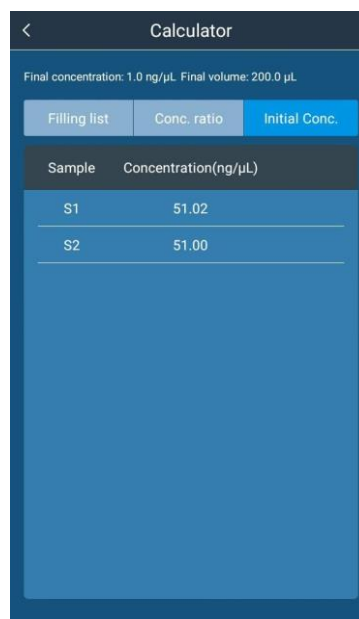 Calculator
Final concentration: 1.0 ng/µL Final volume: 200.0 µL
Filling list Conc. ratio Initial Conc.
Sample Concentration(ng/µL)
S1 51.02
S2 51.00